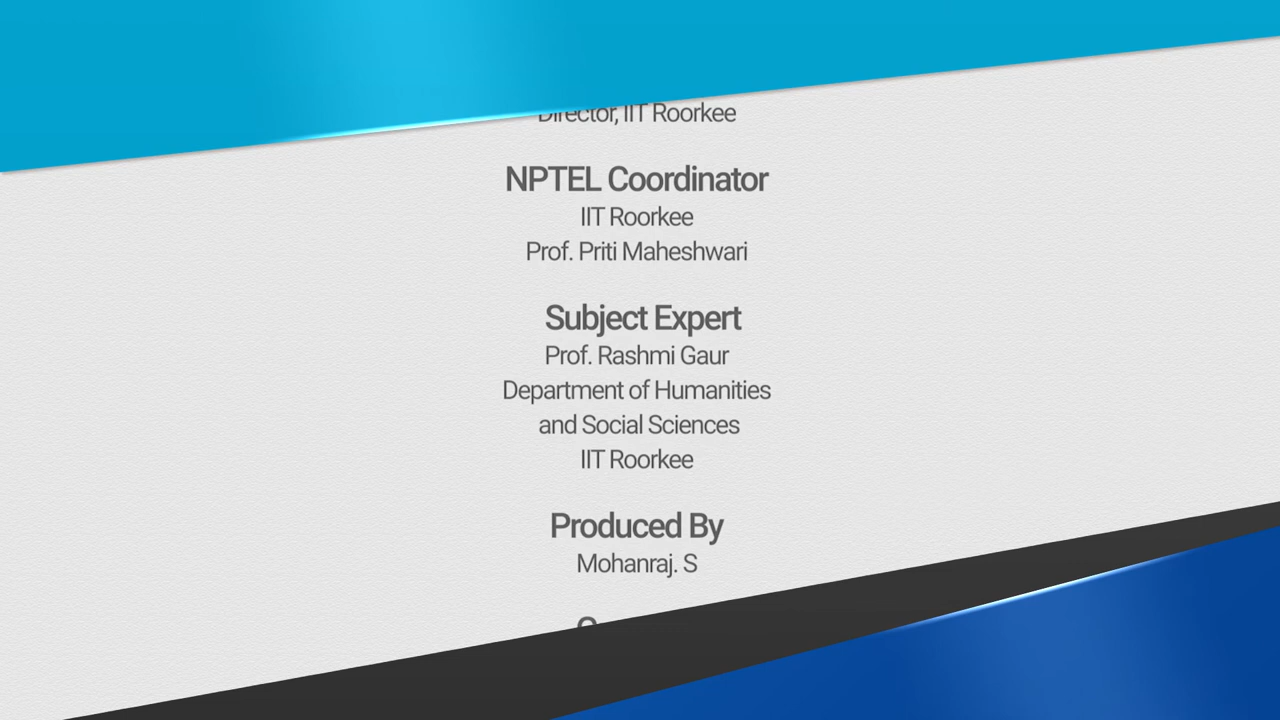 Director, IIT Roorkee
NPTEL Coordinator
IIT Roorkee
Prof. Priti Maheshwari
Subject Expert
Prof. Rashmi Gaur
Department of Humanities
and Social Sciences
IIT Roorkee
Produced By
Mohanraj. S